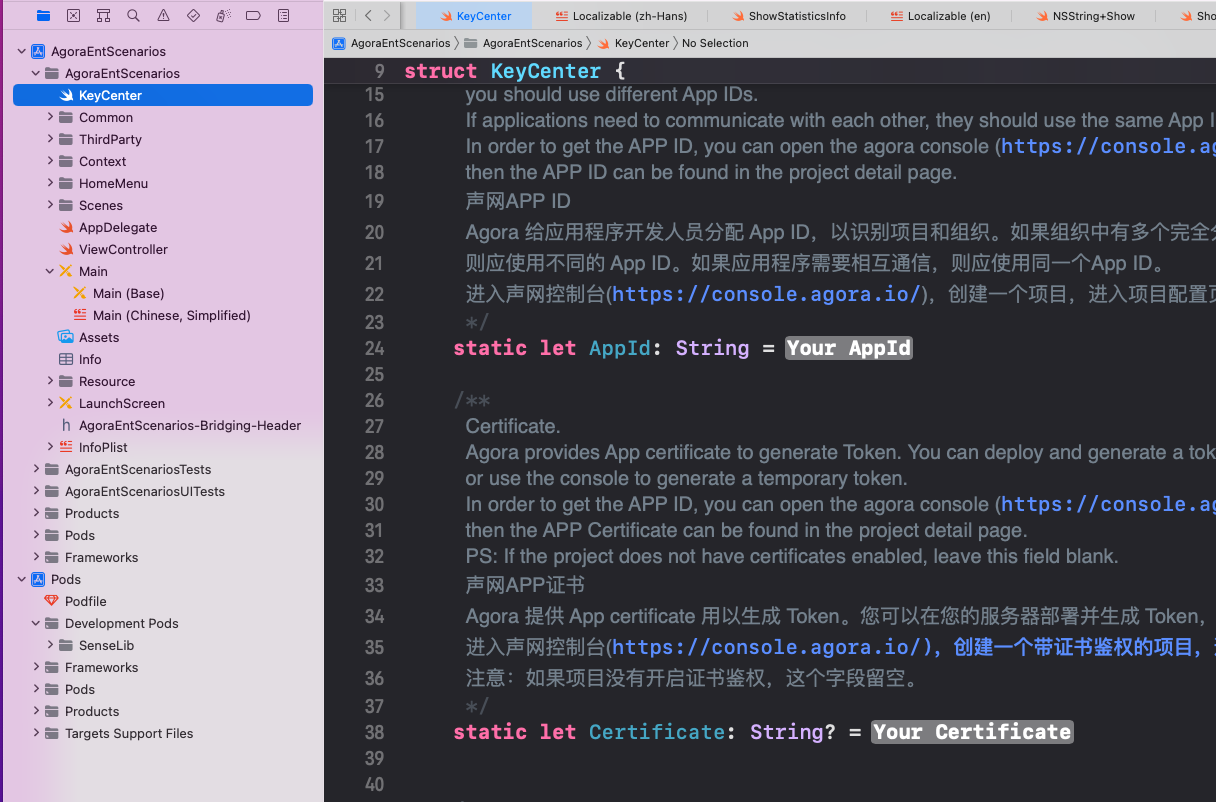 KeyCenter
Localizable (zh-Hans)
ShowStatisticsInfo
Localizable (en)
NSString+Show
Sho
AgoraEntScenarios
AgoraEntScenarios
KeyCenter
No Selection
AgoraEntScenarios
AgoraEntScenarios
KeyCenter
Common
ThirdParty
Context
HomeMenu
Scenes
AppDelegate
ViewController
Main
Main (Base)
Main (Chinese, Simplified)
Assets
Info
Resource
LaunchScreen
h AgoraEntScenarios-Bridging-Header
InfoPlist
AgoraEntScenariosTests
AgoraEntScenariosUITests
Products
Pods
Frameworks
Pods
Podfile
Development Pods
SenseLib
Frameworks
Pods
Products
Targets Support Files
9 struct KeyCenter {
15 you should use different App IDs.
16 If applications need to communicate with each other, they should use the same App I
17 In order to get the APP ID, you can open the agora console (https://console.ag
18 then the APP ID can be found in the project detail page.
19 声网APP ID
20 Agora 给应用程序开发人员分配 App ID，以识别项目和组织。如果组织中有多个完全
21 则应使用不同的 App ID。如果应用程序需要相互通信，则应使用同一个App ID。
22 进入声网控制台(https://console.agora.io/)，创建一个项目，进入项目配置页
23 */
24 static let AppId: String = Your AppId
25
26 /**
27 Certificate.
28 Agora provides App certificate to generate Token. You can deploy and generate a tok
29 or use the console to generate a temporary token.
30 In order to get the APP ID, you can open the agora console (https://console.ag
31 then the APP Certificate can be found in the project detail page.
32 PS: If the project does not have certificates enabled, leave this field blank.
33 声网APP证书
34 Agora 提供 App certificate 用以生成 Token。您可以在您的服务器部署并生成 Token，
35 进入声网控制台(https://console.agora.io/)，创建一个带证书鉴权的项目，
36 注意：如果项目没有开启证书鉴权，这个字段留空。
37 */
38 static let Certificate: String? = Your Certificate
39
40